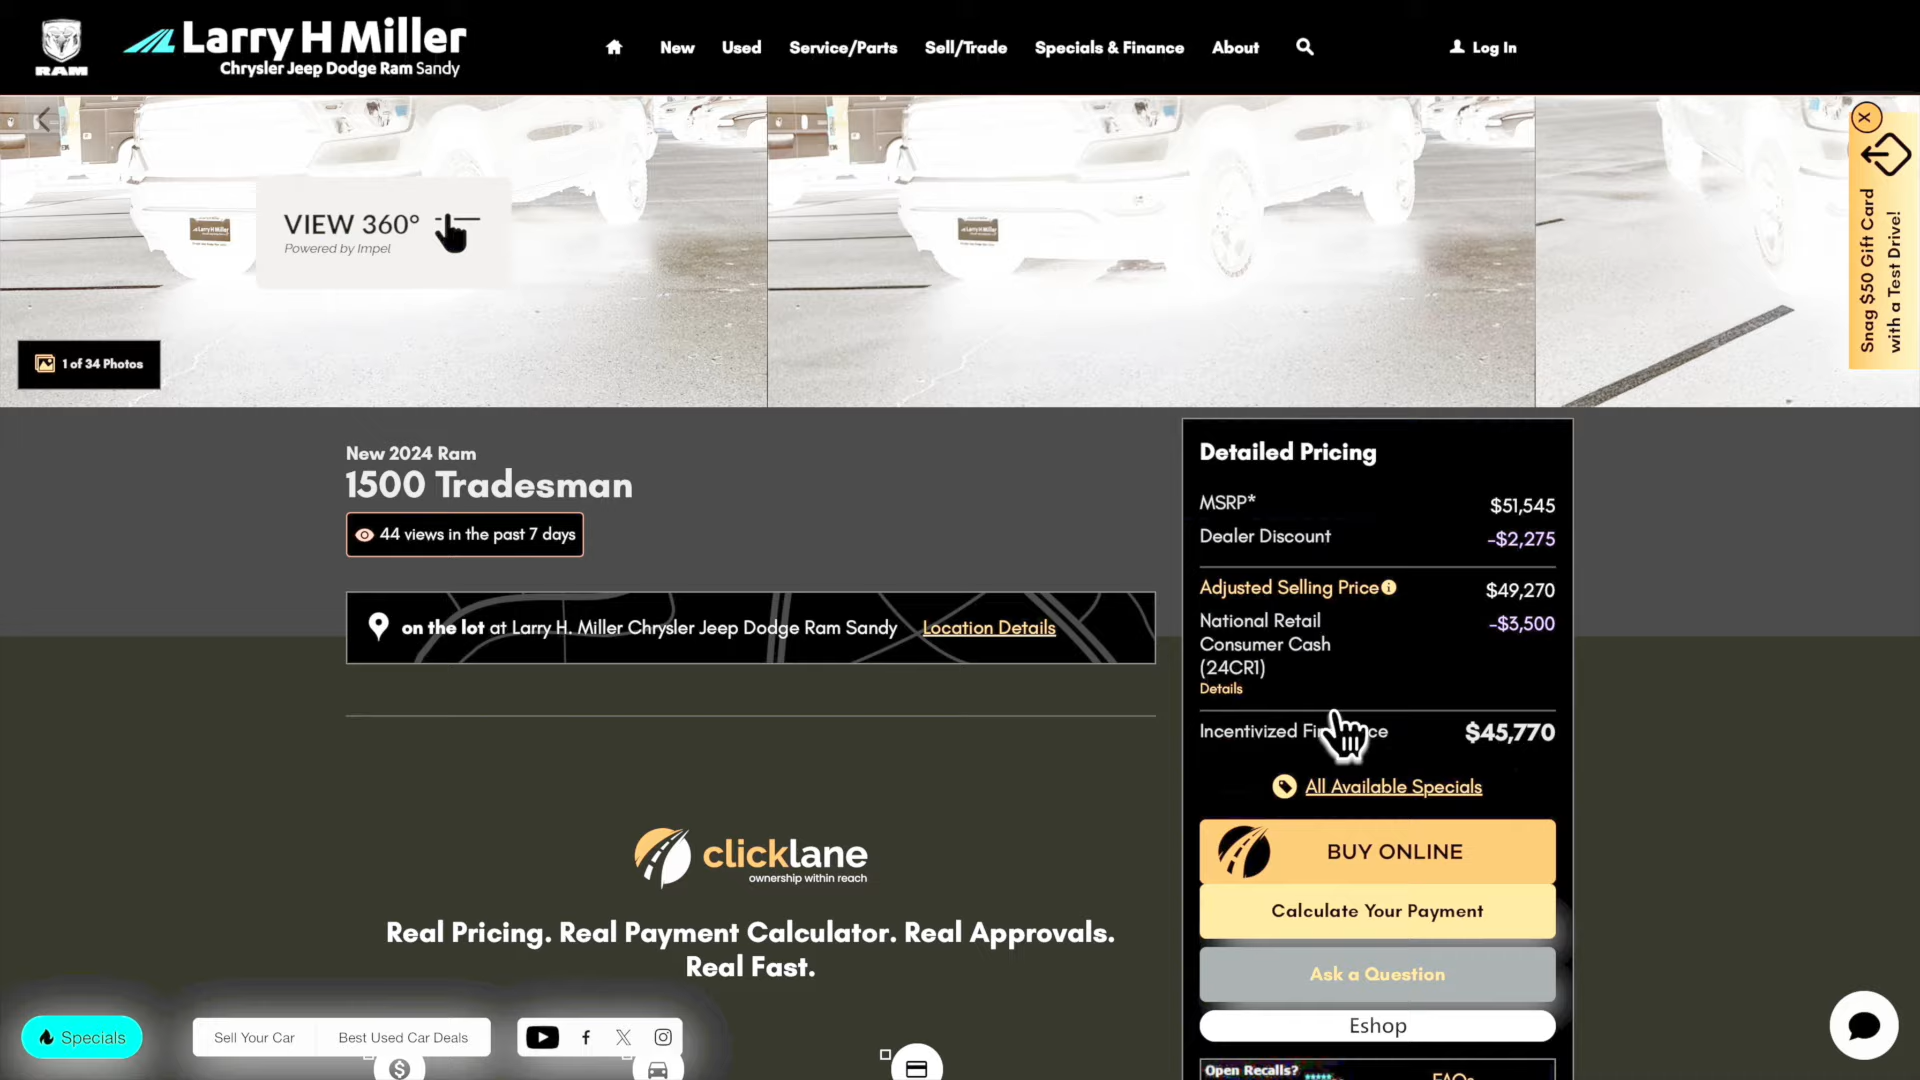 RAM
Larry H Miller
Chrysler Jeep Dodge Ram Sandy
New
Used
Service/Parts
Sell/Trade
Specials & Finance
About
Log In
VIEW 360°
Powered by Impel
Larry H Miller
Larry H Miller
X
Snag $50 Gift Card
with a Test Drive!
1 of 34 Photos
New 2024 Ram
1500 Tradesman
44 views in the past 7 days
on the lot at Larry H. Miller Chrysler Jeep Dodge Ram Sandy Location Details
clicklane
ownership within reach
Real Pricing. Real Payment Calculator. Real Approvals.
Real Fast.
Detailed Pricing
MSRP* $51,545
Dealer Discount -$2,275
Adjusted Selling Price $49,270
National Retail -$3,500
Consumer Cash
(24CR1)
Details
$45,770
All Available Specials
BUY ONLINE
Calculate Your Payment
Ask a Question
Eshop
Open Recalls?
FAQs
Specials
Sell Your Car
Best Used Car Deals